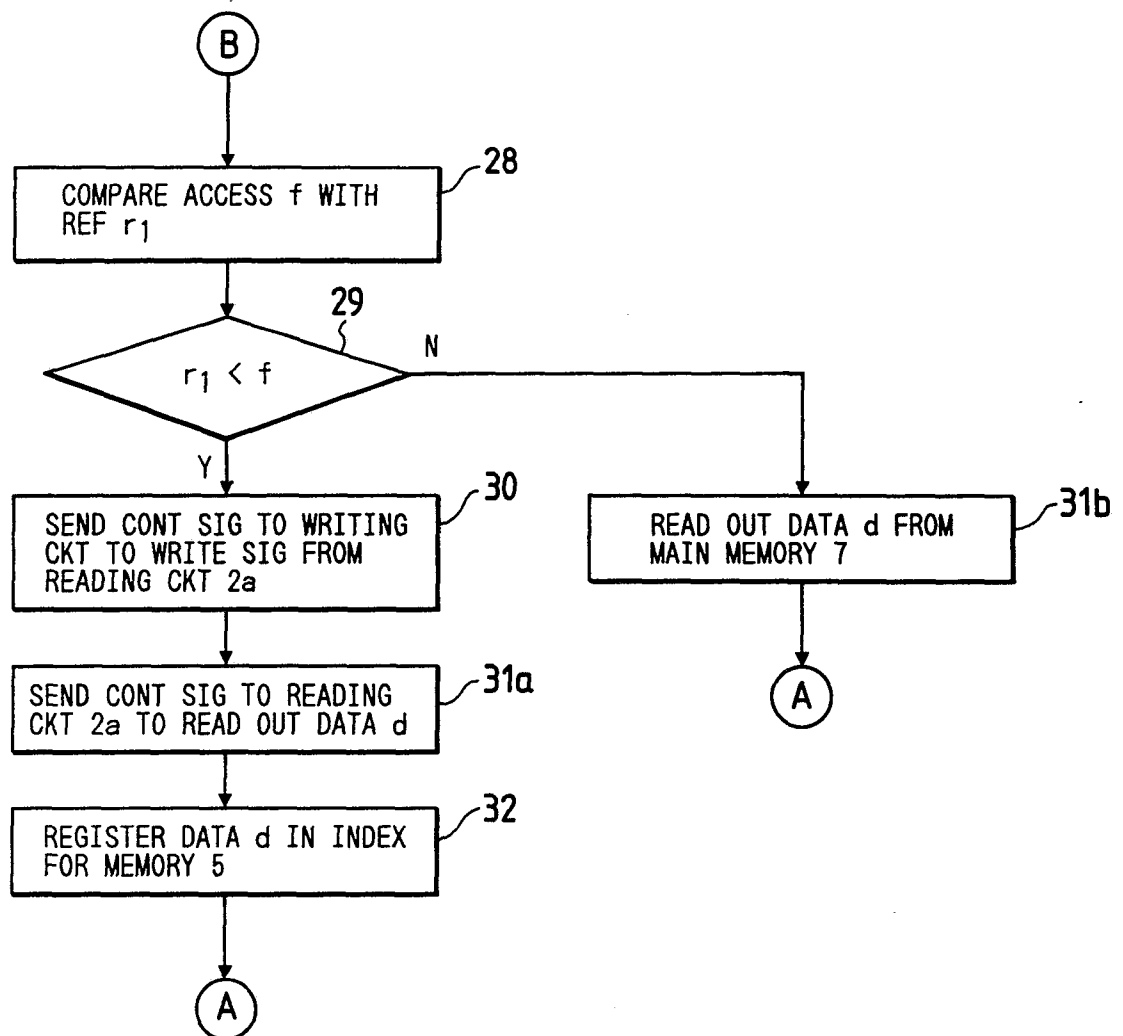 B
28
COMPARE ACCESS f WITH
REF r1
29
r1 < f
N
Y
30
SEND CONT SIG TO WRITING
CKT TO WRITE SIG FROM
READING CKT 2a
31b
READ OUT DATA d FROM
MAIN MEMORY 7
31a
SEND CONT SIG TO READING
CKT 2a TO READ OUT DATA d
A
32
REGISTER DATA d IN INDEX
FOR MEMORY 5
A